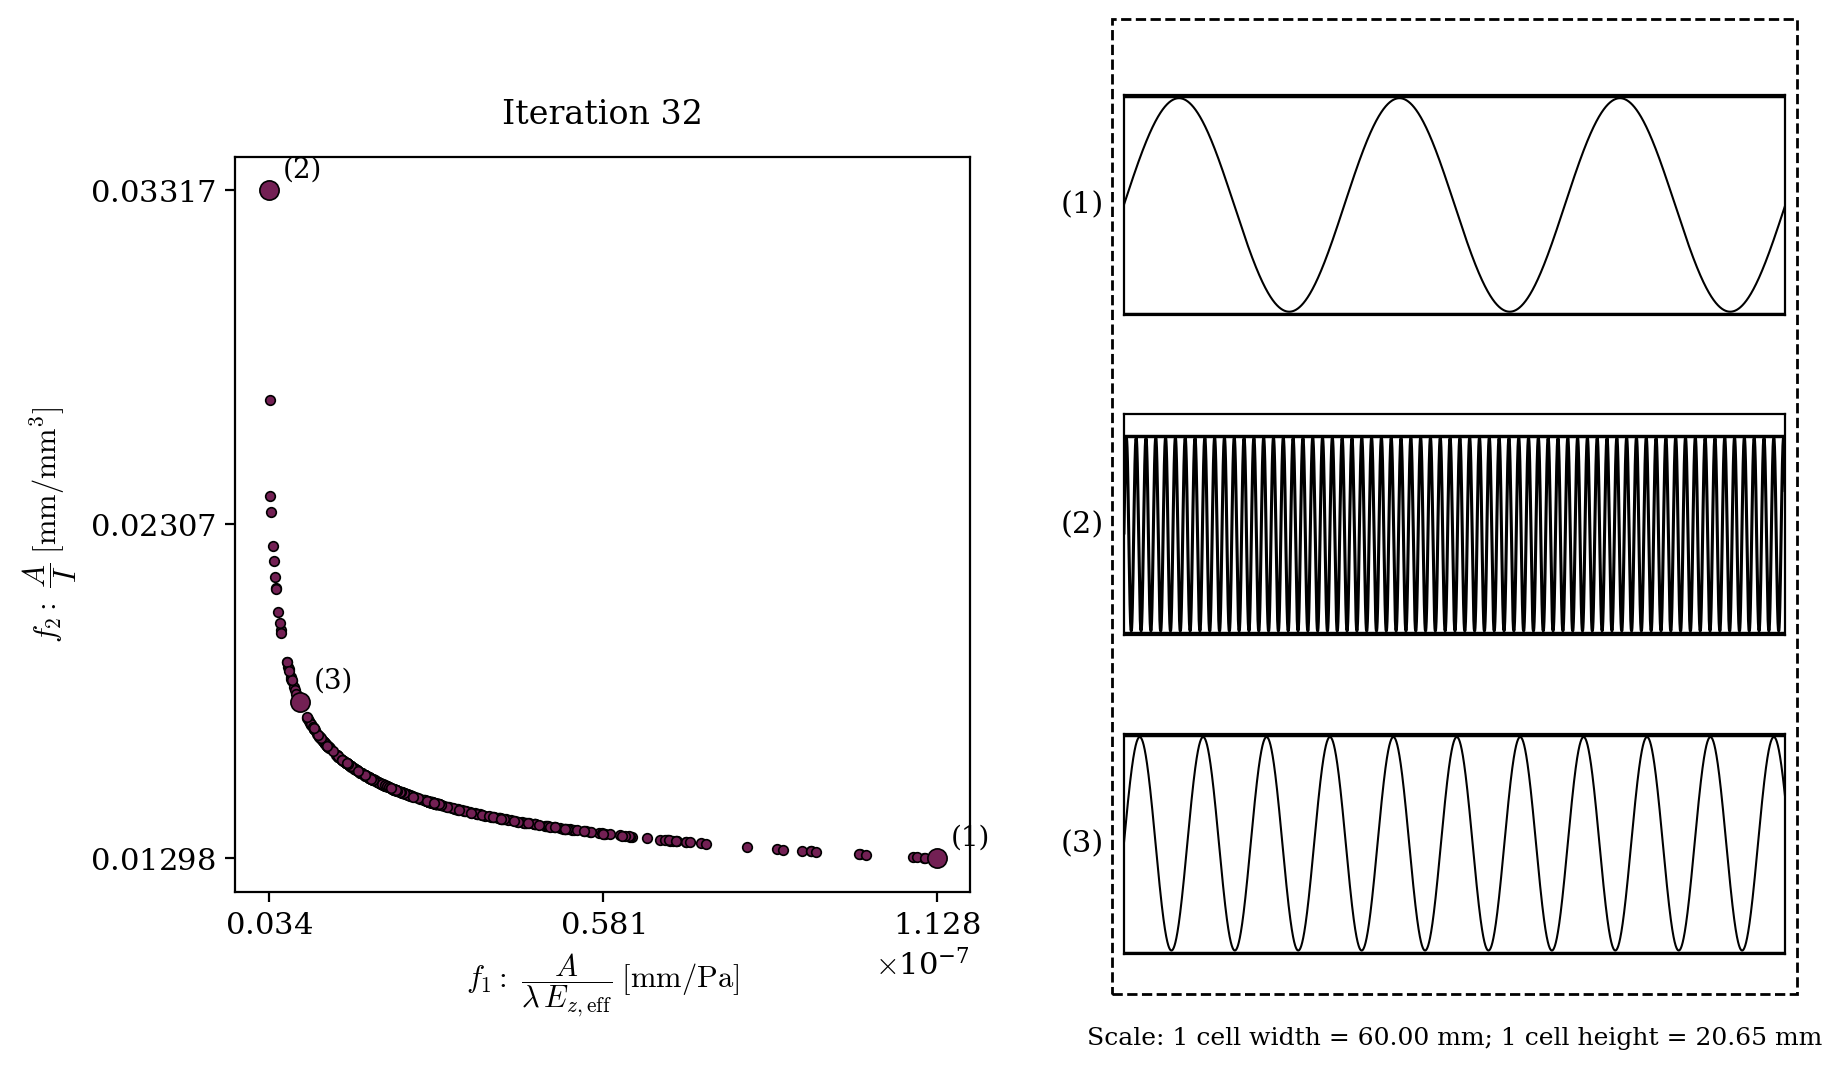 Iteration 32
(2)
0.03317
0.02307
0.01298
(3)
(1)
f₂ : A/I [mm/mm³]
0.034 0.581 1.128
×10⁻⁷
f₁ : A/(λ E_z,eff) [mm/Pa]
(1)
(2)
(3)
Scale: 1 cell width = 60.00 mm; 1 cell height = 20.65 mm